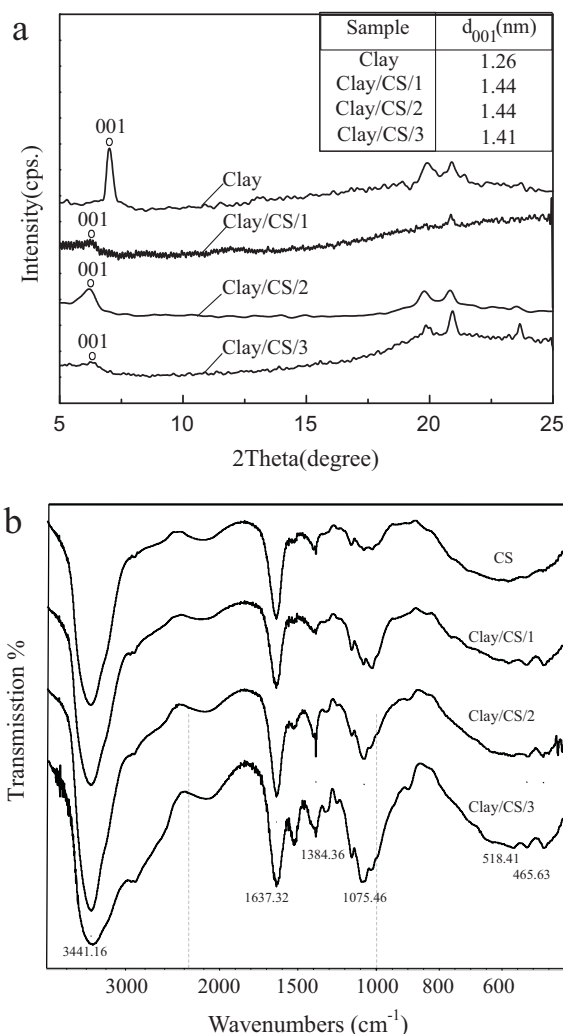 a
Sample d001(nm)
Clay 1.26
Clay/CS/1 1.44
Clay/CS/2 1.44
Clay/CS/3 1.41
001
Clay
001
Clay/CS/1
001
Clay/CS/2
001
Clay/CS/3
Intensity(cps.)
5 10 15 20 25
2Theta(degree)
b
CS
Clay/CS/1
Clay/CS/2
Clay/CS/3
1384.36
518.41
465.63
1637.32
1075.46
3441.16
Transmisstion %
3000 2000 1500 1000 800 600
Wavenumbers (cm-1)